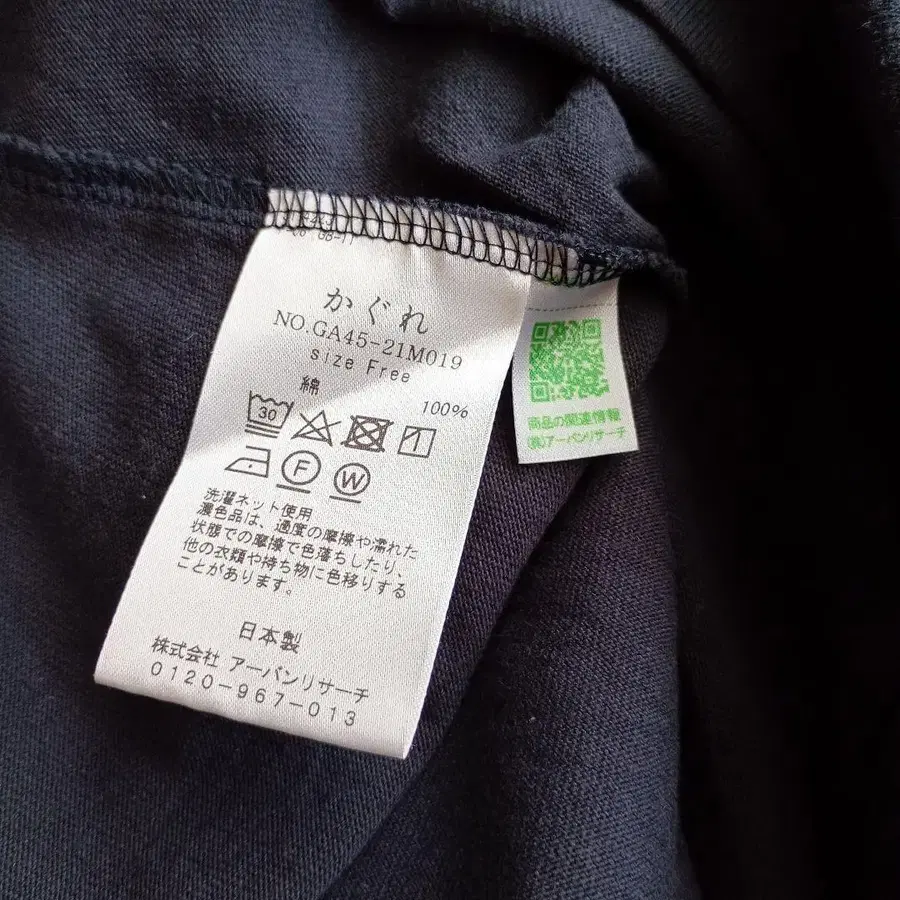 かぐれ
NO.GA45-21M019
size Free
綿 100%
30
F W
洗濯ネット使用
濃色品は、過度の摩擦や濡れた
状態での摩擦で色落ちしたり、
他の衣類や持ち物に色移りする
ことがあります。
日本製
株式会社 アーバンリサーチ
0120-967-013
商品の関連情報
(株)アーバンリサーチ